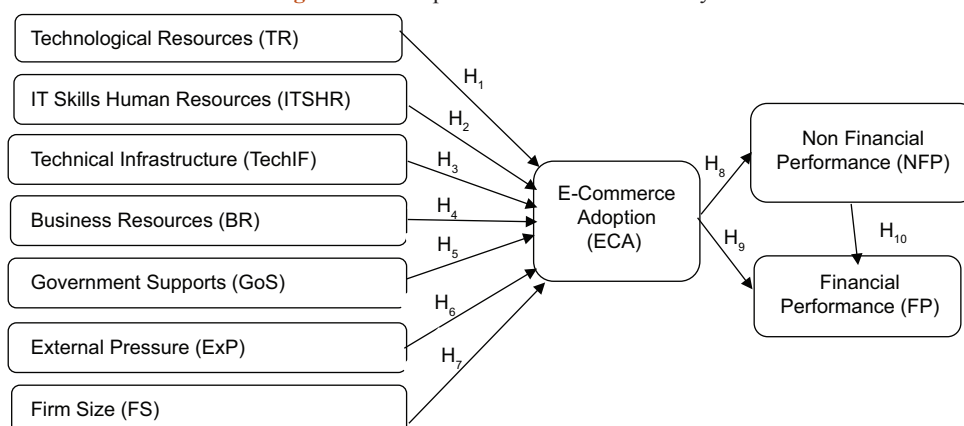 Technological Resources (TR)
H1
IT Skills Human Resources (ITSHR)
H2
Technical Infrastructure (TechIF)
H3
Business Resources (BR)
H4
Government Supports (GoS)
H5
External Pressure (ExP)
H6
Firm Size (FS)
H7
E-Commerce
Adoption
(ECA)
H8
H9
Non Financial
Performance (NFP)
H10
Financial
Performance (FP)